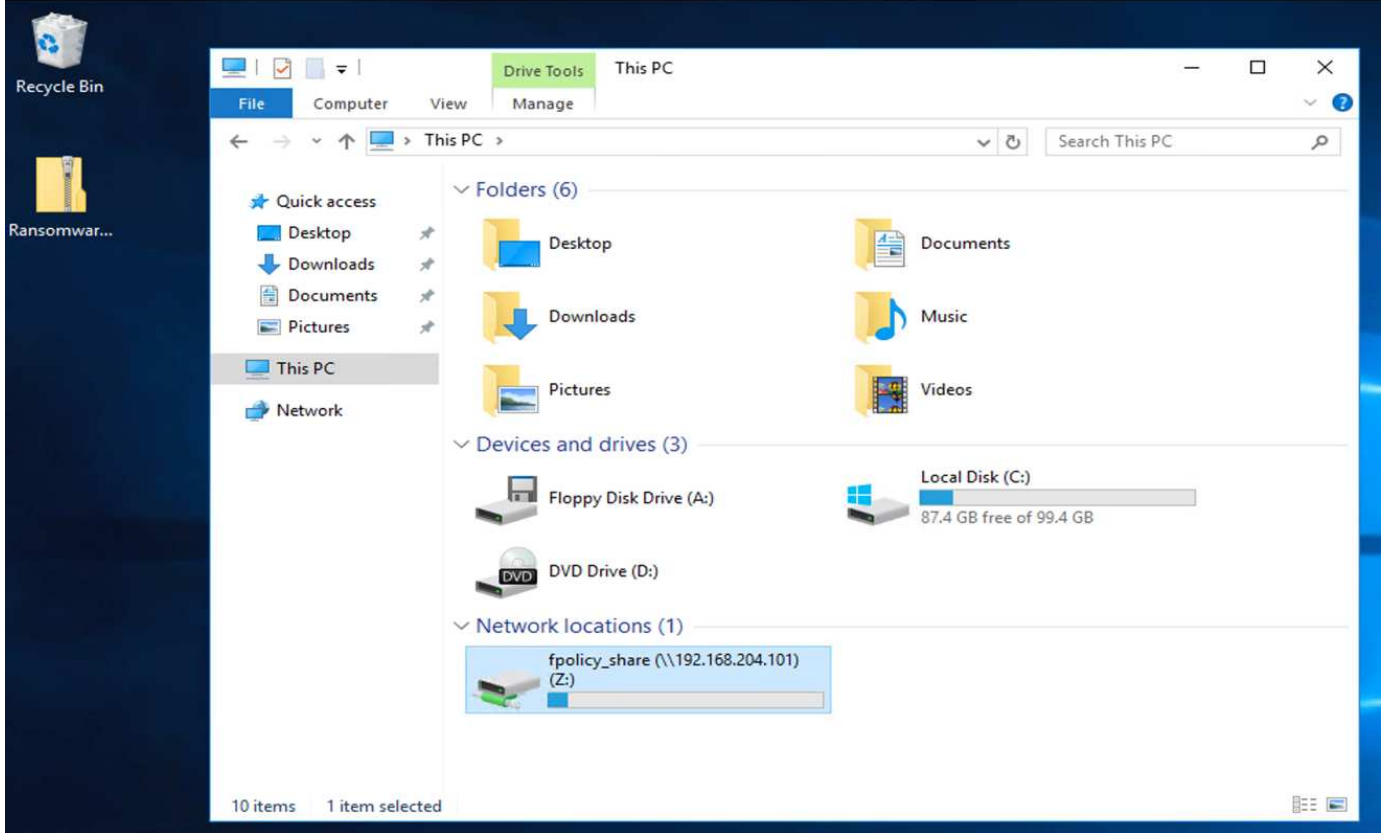 Recycle Bin
Ransomwar...
Drive Tools
This PC
File
Computer
View
Manage
This PC
Search This PC
Quick access
Desktop
Downloads
Documents
Pictures
This PC
Network
Folders (6)
Desktop
Documents
Downloads
Music
Pictures
Videos
Devices and drives (3)
Floppy Disk Drive (A:)
Local Disk (C:)
87.4 GB free of 99.4 GB
DVD
DVD Drive (D:)
Network locations (1)
fpolicy_share (\\192.168.204.101)
(Z:)
10 items
1 item selected